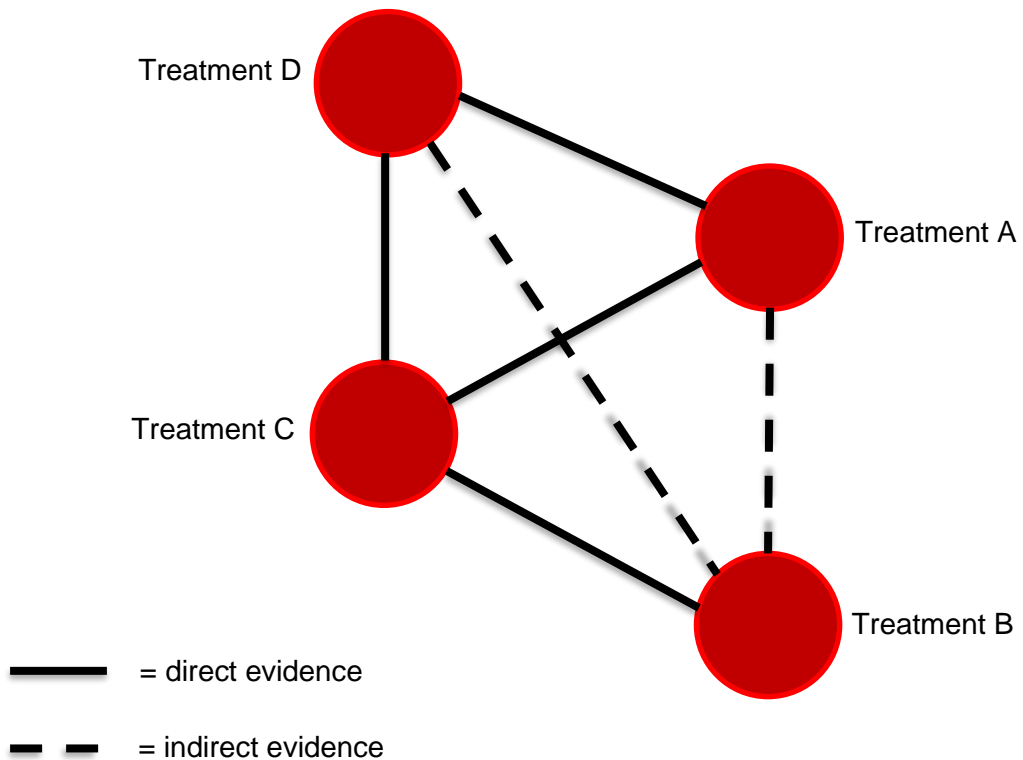 Treatment D
Treatment A
Treatment C
Treatment B
= direct evidence
= indirect evidence